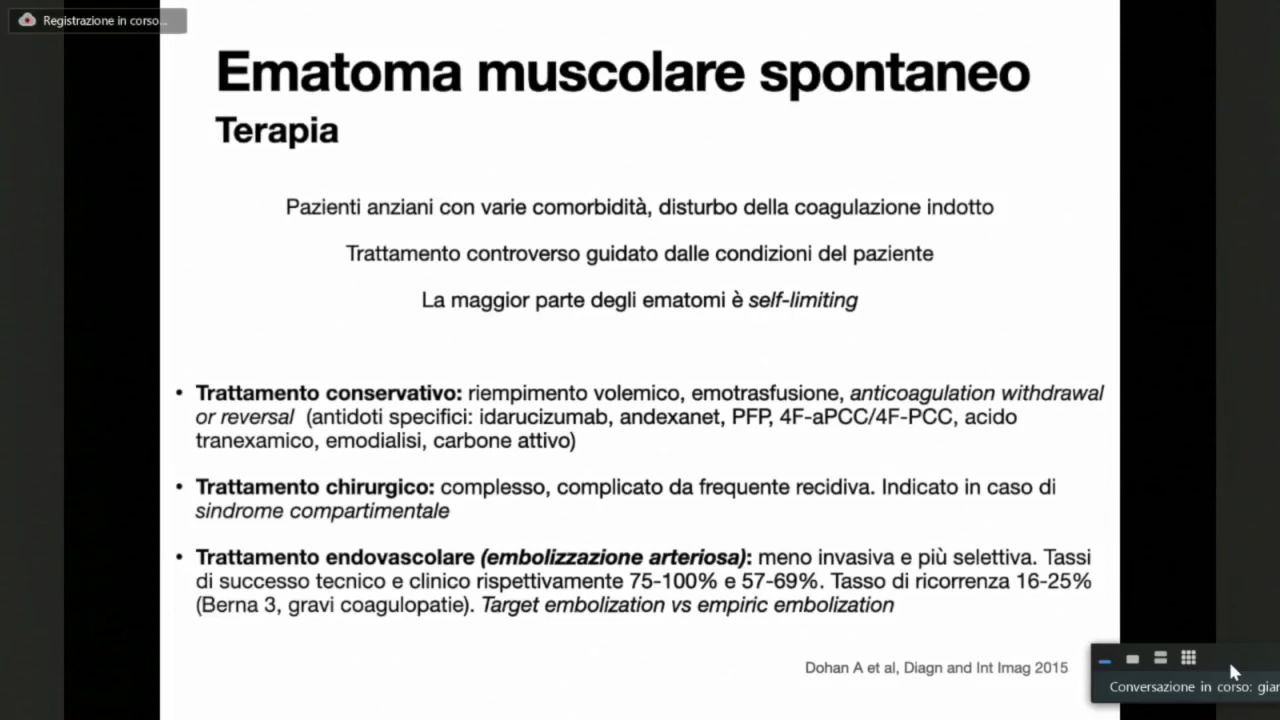 Registrazione in corso...
Ematoma muscolare spontaneo
Terapia
Pazienti anziani con varie comorbidità, disturbo della coagulazione indotto
Trattamento controverso guidato dalle condizioni del paziente
La maggior parte degli ematomi è self-limiting
• Trattamento conservativo: riempimento volemico, emotrasfusione, anticoagulation withdrawal
or reversal (antidoti specifici: idarucizumab, andexanet, PFP, 4F-aPCC/4F-PCC, acido
tranexamico, emodialisi, carbone attivo)
• Trattamento chirurgico: complesso, complicato da frequente recidiva. Indicato in caso di
sindrome compartimentale
• Trattamento endovascolare (embolizzazione arteriosa): meno invasiva e più selettiva. Tassi
di successo tecnico e clinico rispettivamente 75-100% e 57-69%. Tasso di ricorrenza 16-25%
(Berna 3, gravi coagulopatie). Target embolization vs empiric embolization
Dohan A et al, Diagn and Int Imag 2015
Conversazione in corso: